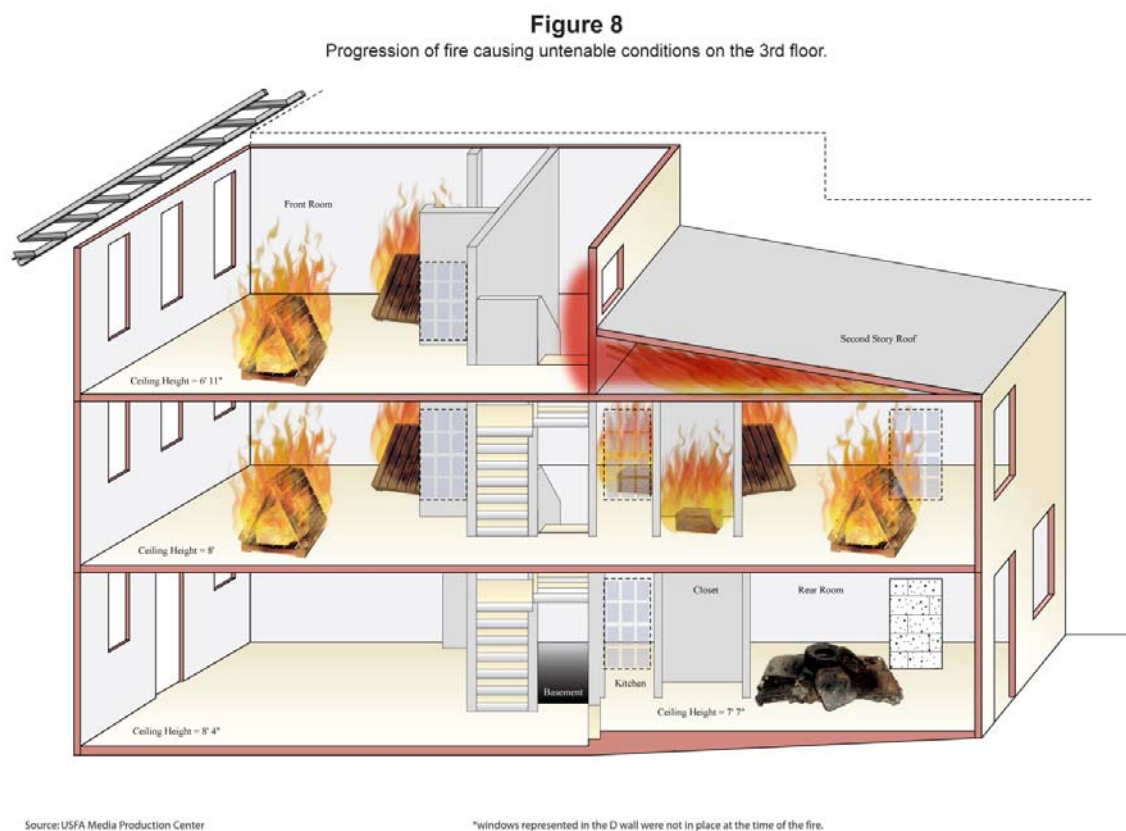 Figure 8
Progression of fire causing untenable conditions on the 3rd floor.
Front Room
Second Story Roof
Ceiling Height = 6' 11"
Ceiling Height = 8'
Closet
Rear Room
Basement
Kitchen
Ceiling Height = 7' 7"
Ceiling Height = 8' 4"
Source: USFA Media Production Center
*windows represented in the D wall were not in place at the time of the fire.